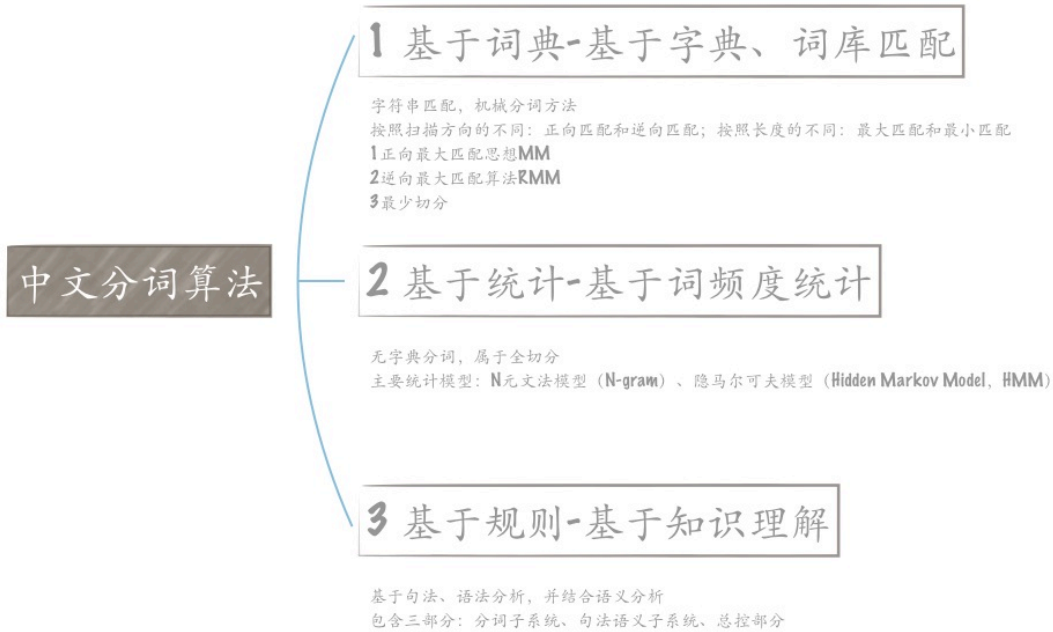 中文分词算法
1 基于词典-基于字典、词库匹配
字符串匹配，机械分词方法
按照扫描方向的不同：正向匹配和逆向匹配；按照长度的不同：最大匹配和最小匹配
1正向最大匹配思想MM
2逆向最大匹配算法RMM
3最少切分
2 基于统计-基于词频度统计
无字典分词，属于全切分
主要统计模型：N元文法模型（N-gram）、隐马尔可夫模型（Hidden Markov Model，HMM）
3 基于规则-基于知识理解
基于句法、语法分析，并结合语义分析
包含三部分：分词子系统、句法语义子系统、总控部分